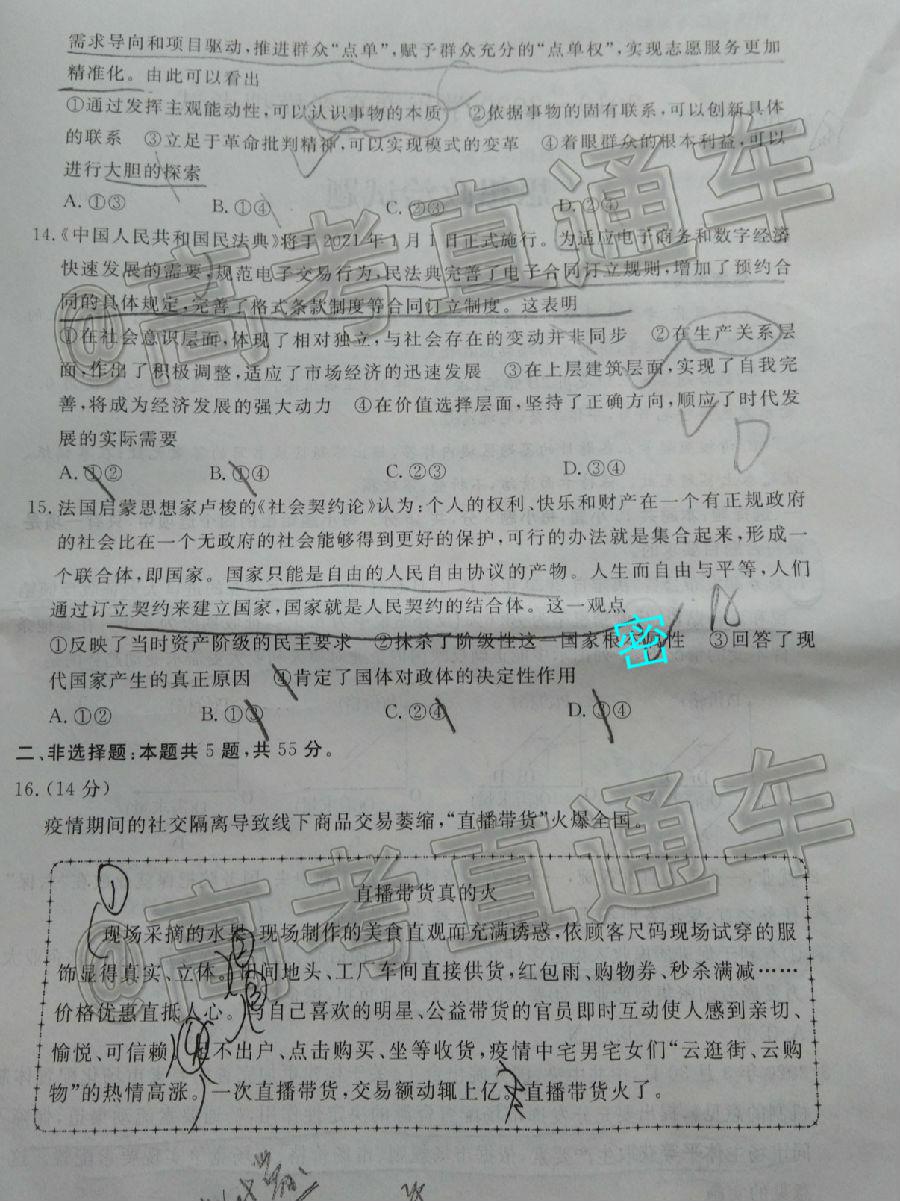 需求导向和项目驱动,推进群众“点单”,赋予群众充分的“点单权”,实现志愿服务更加
精准化。由此可以看出
①通过发挥主观能动性,可以认识事物的本质 ②依据事物的固有联系,可以创新具体
的联系 ③立足于革命批判精神,可以实现模式的变革 ④着眼群众的根本利益,可以
进行大胆的探索
A.①③ B.①④ C.②③ D.②④
14.《中国人民共和国民法典》将于2021年1月1日正式施行。为适应电子商务和数字经济
快速发展的需要,规范电子交易行为,民法典完善了电子合同订立规则,增加了预约合
同的具体规定,完善了格式条款制度等合同订立制度。这表明
①在社会意识层面,体现了相对独立,与社会存在的变动并非同步 ②在生产关系层
面,作出了积极调整,适应了市场经济的迅速发展 ③在上层建筑层面,实现了自我完
善,将成为经济发展的强大动力 ④在价值选择层面,坚持了正确方向,顺应了时代发
展的实际需要
D
A.①② B.①④ C.②③ D.③④
15.法国启蒙思想家卢梭的《社会契约论》认为:个人的权利、快乐和财产在一个有正规政府
的社会比在一个无政府的社会能够得到更好的保护,可行的办法就是集合起来,形成一
个联合体,即国家。国家只能是自由的人民自由协议的产物。人生而自由与平等,人们
通过订立契约来建立国家,国家就是人民契约的结合体。这一观点
①反映了当时资产阶级的民主要求 ②抹杀了阶级性这一国家根 性 ③回答了现
密
代国家产生的真正原因 ④肯定了国体对政体的决定性作用
A.①② B.①③ C.②④ D.③④
二、非选择题:本题共5题,共55分。
16.(14分)
疫情期间的社交隔离导致线下商品交易萎缩,“直播带货”火爆全国。
①
直播带货真的火
现场采摘的水果、现场制作的美食直观而充满诱惑,依顾客尺码现场试穿的服
饰显得真实、立体。 间地头、工厂车间直接供货,红包雨、购物券、秒杀满减……
价格优惠直抵人心。 自己喜欢的明星、公益带货的官员即时互动使人感到亲切、
愉悦、可信赖 不出户、点击购买、坐等收货,疫情中宅男宅女们“云逛街、云购
物”的热情高涨。一次直播带货,交易额动辄上亿。直播带货火了。
@高考直通车
@高考直通车